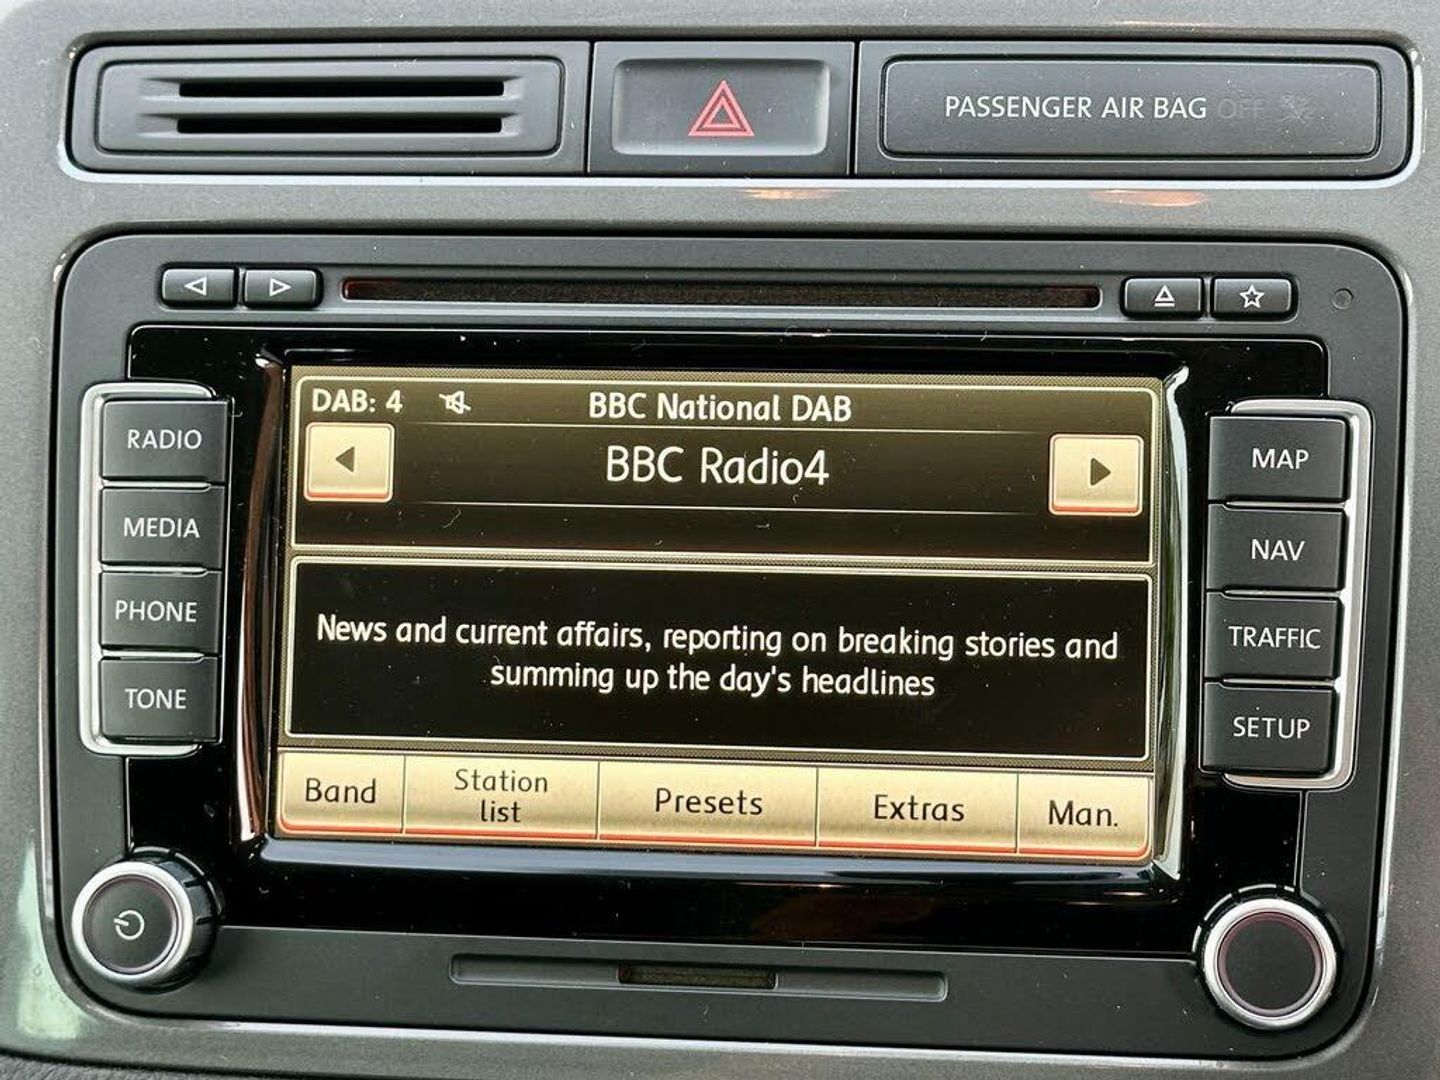 PASSENGER AIR BAG OFF
DAB: 4
BBC National DAB
BBC Radio4
News and current affairs, reporting on breaking stories and
summing up the day's headlines
Band
Station
list
Presets
Extras
Man.
RADIO
MEDIA
PHONE
TONE
MAP
NAV
TRAFFIC
SETUP